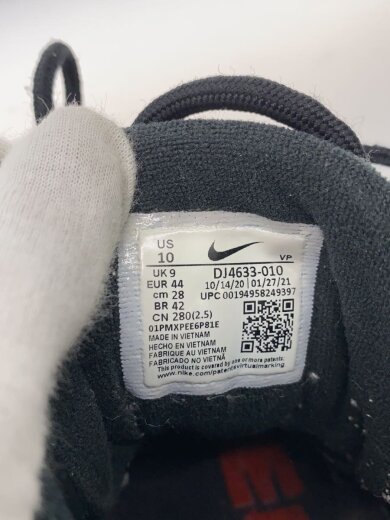 US
10
VP
UK 9
DJ4633-010
EUR 44
10/14/20 | 01/27/21
cm 28
UPC 00194958249397
BR 42
CN 280(2.5)
01PMXPEE6P81E
MADE IN VIETNAM
HECHO EN VIETNAM
FABRIQUE AU VIETNAM
FABRICADO NO VIETNÃ
This product is covered by one or more patents.
www.nike.com/patentsvirtualmarking